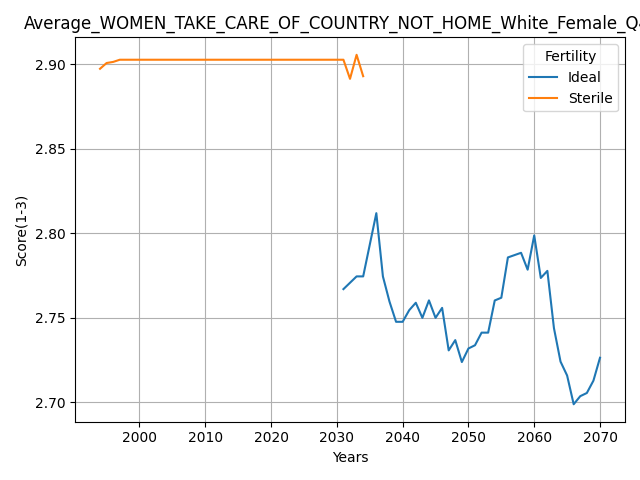 Average_WOMEN_TAKE_CARE_OF_COUNTRY_NOT_HOME_White_Female_Q
Fertility
Ideal
Sterile
2.90
2.85
2.80
2.75
2.70
Score(1-3)
2000 2010 2020 2030 2040 2050 2060 2070
Years